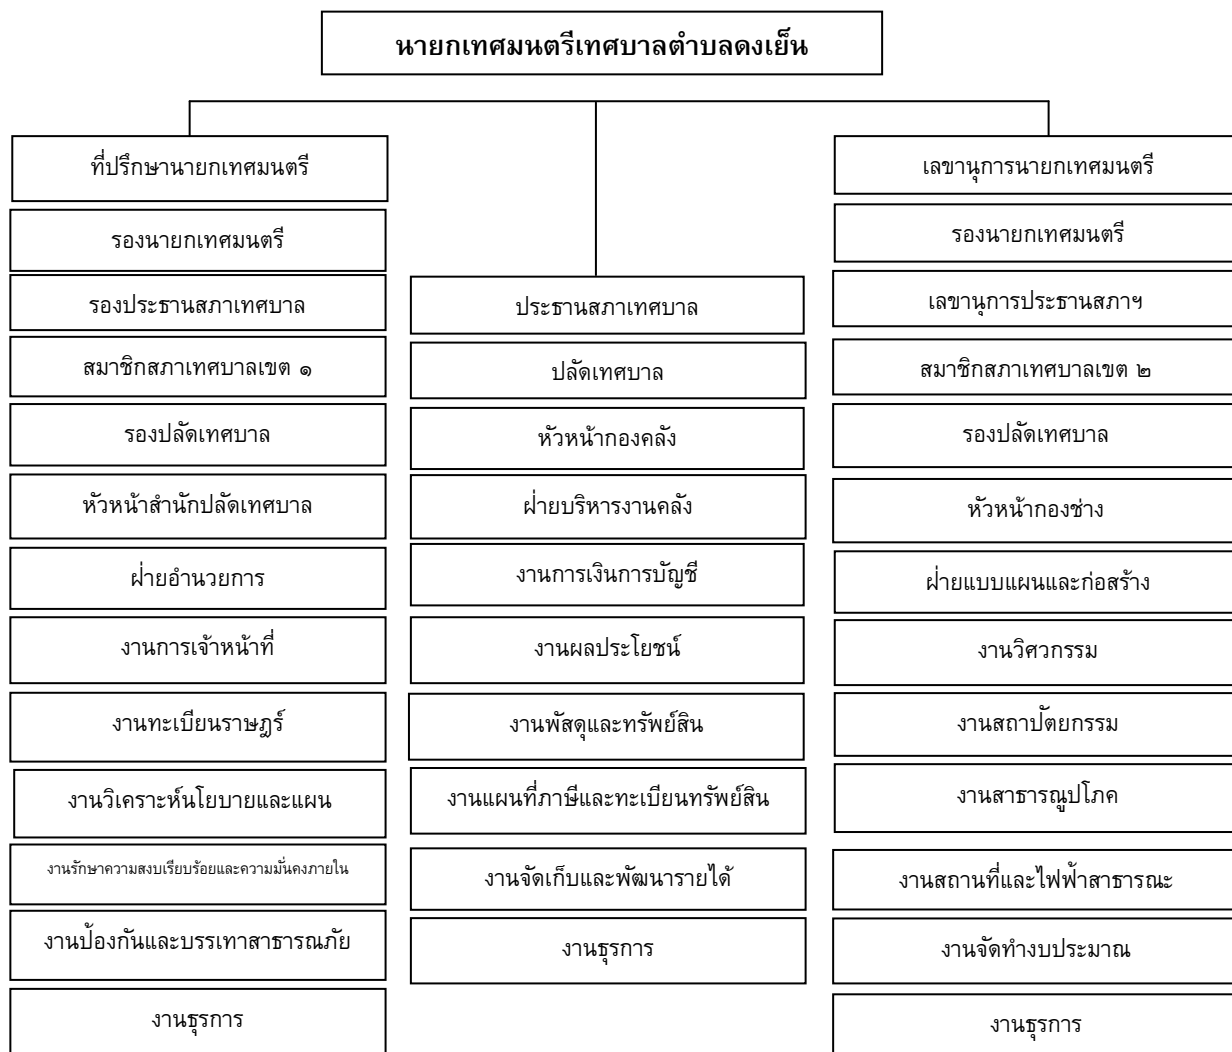 นายกเทศมนตรีเทศบาลตำบลดงเย็น
ที่ปรึกษานายกเทศมนตรี
รองนายกเทศมนตรี
รองประธานสภาเทศบาล
สมาชิกสภาเทศบาลเขต ๑
รองปลัดเทศบาล
หัวหน้าสำนักปลัดเทศบาล
ฝ่ายอำนวยการ
งานการเจ้าหน้าที่
งานทะเบียนราษฎร์
งานวิเคราะห์นโยบายและแผน
งานรักษาความสงบเรียบร้อยและความมั่นคงภายใน
งานป้องกันและบรรเทาสาธารณภัย
งานธุรการ
ประธานสภาเทศบาล
ปลัดเทศบาล
หัวหน้ากองคลัง
ฝ่ายบริหารงานคลัง
งานการเงินการบัญชี
งานผลประโยชน์
งานพัสดุและทรัพย์สิน
งานแผนที่ภาษีและทะเบียนทรัพย์สิน
งานจัดเก็บและพัฒนารายได้
งานธุรการ
เลขานุการนายกเทศมนตรี
รองนายกเทศมนตรี
เลขานุการประธานสภาฯ
สมาชิกสภาเทศบาลเขต ๒
รองปลัดเทศบาล
หัวหน้ากองช่าง
ฝ่ายแบบแผนและก่อสร้าง
งานวิศวกรรม
งานสถาปัตยกรรม
งานสาธารณูปโภค
งานสถานที่และไฟฟ้าสาธารณะ
งานจัดทำงบประมาณ
งานธุรการ